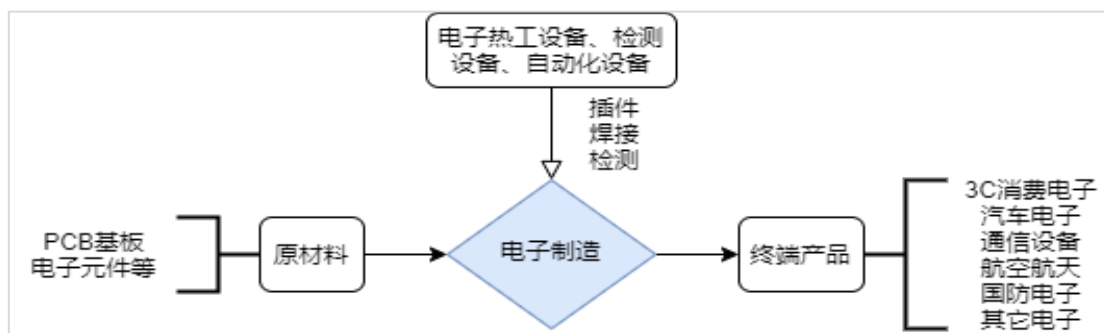 电子热工设备、检测
设备、自动化设备
插件
焊接
检测
PCB基板
电子元件等
原材料
电子制造
终端产品
3C消费电子
汽车电子
通信设备
航空航天
国防电子
其它电子